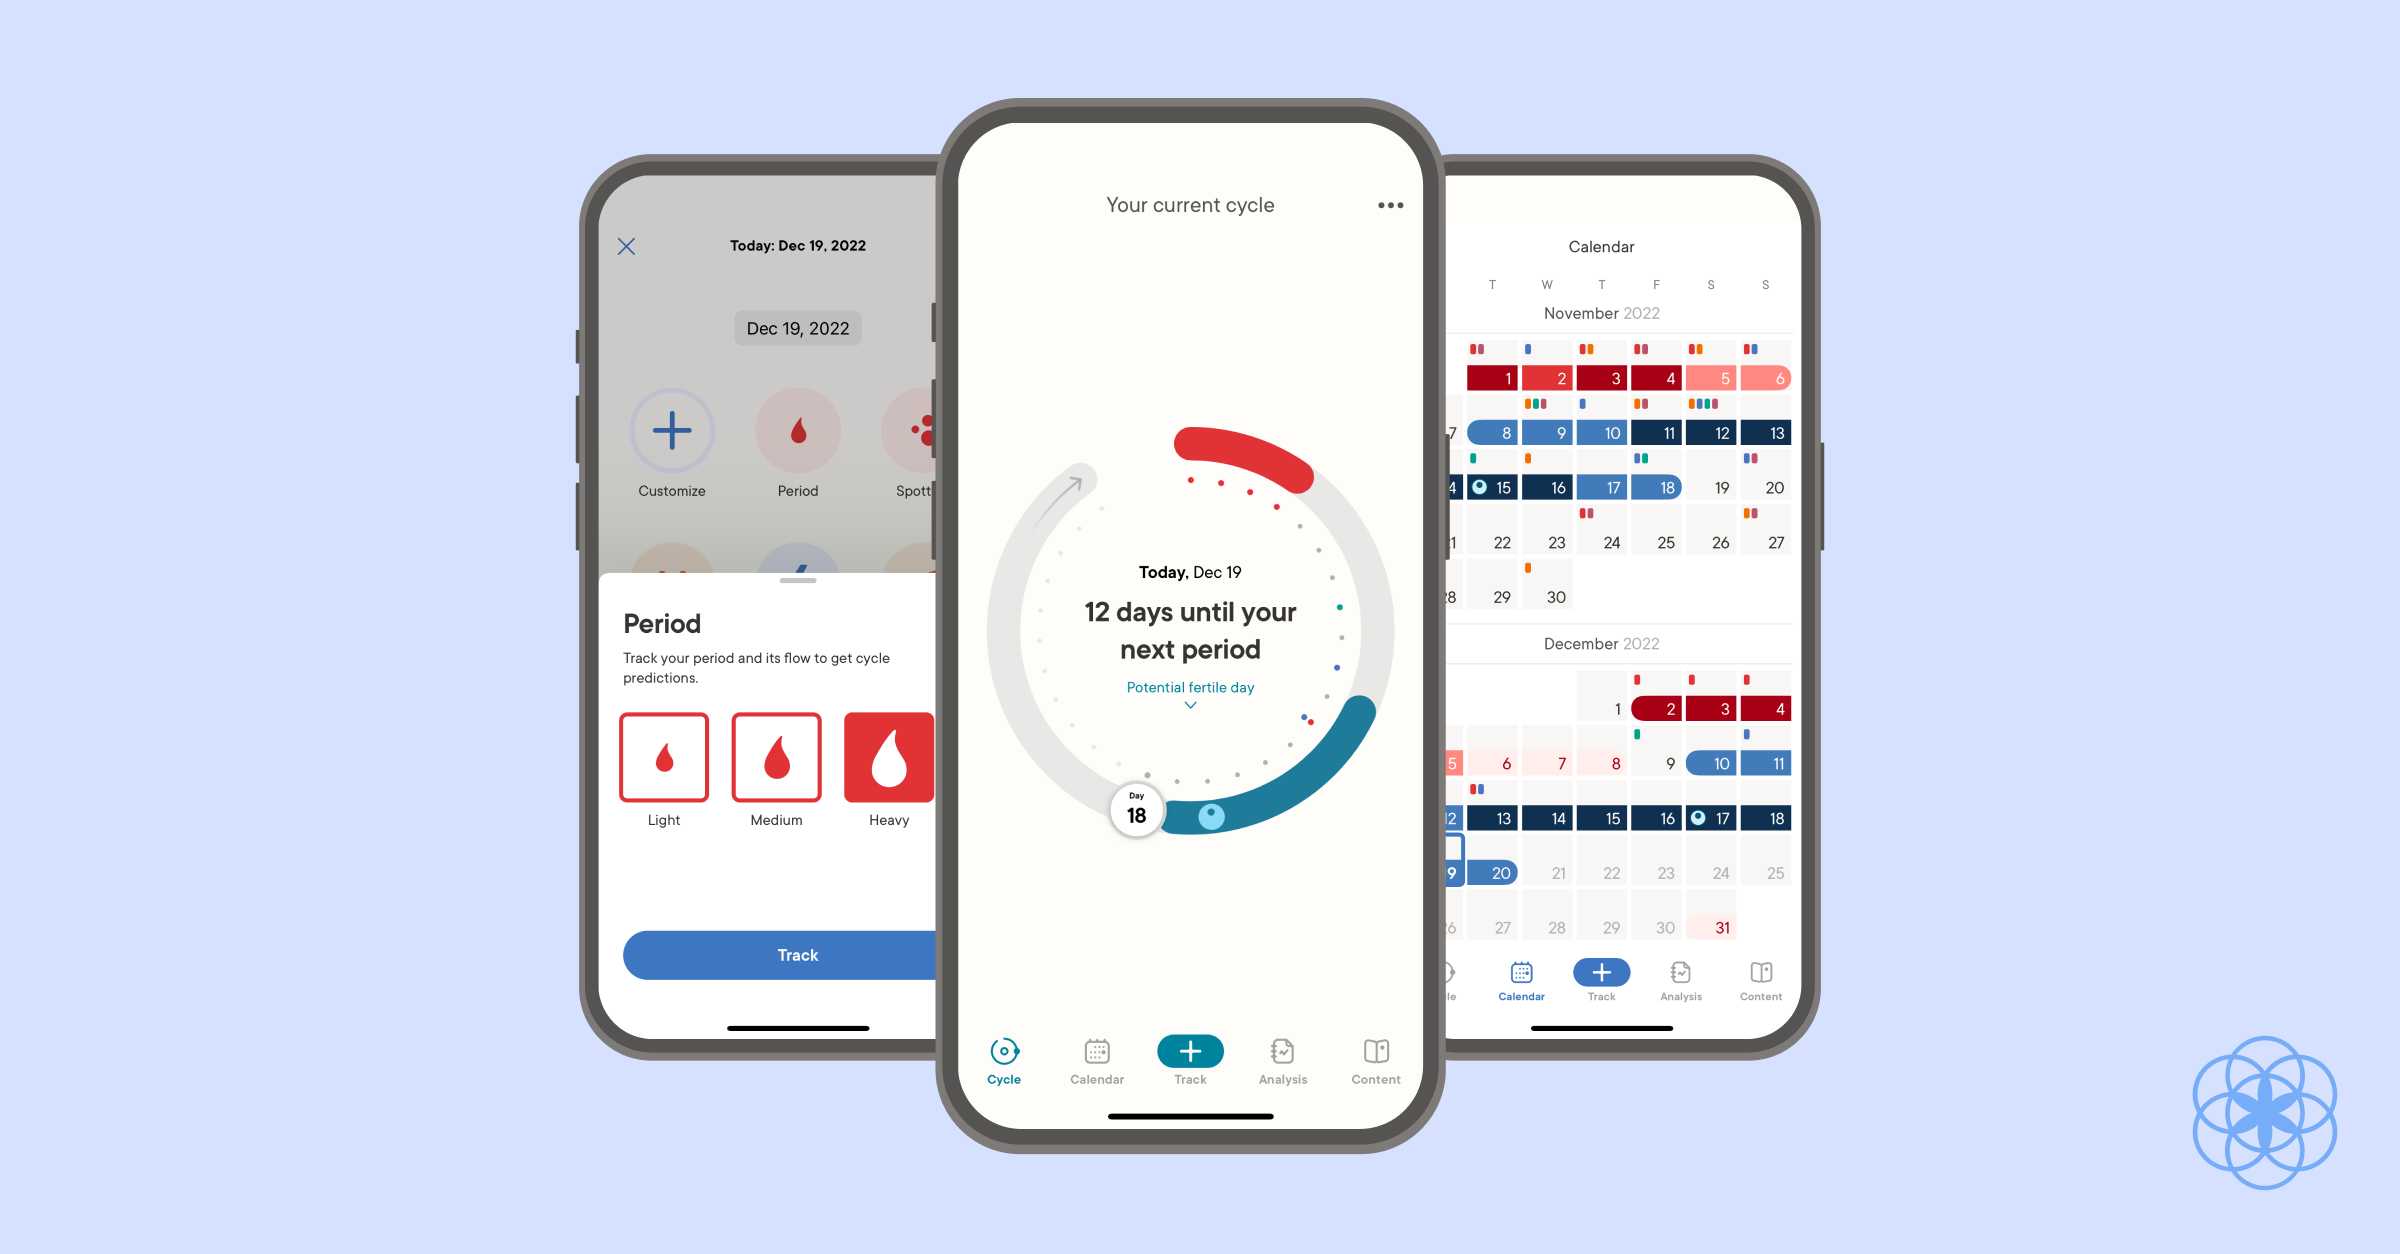 Today: Dec 19, 2022
Dec 19, 2022
Customize Period
Period
Track your period and its flow to get cycle
predictions.
Light Medium Heavy
Track
Your current cycle
Today, Dec 19
12 days until your
next period
Potential fertile day
Day
18
Cycle Calendar Track Analysis Content
Calendar
T W T F S S
November 2022
1 2 3 4 5 6
7 8 9 10 11 12 13
15 16 17 18 19 20
22 23 24 25 26 27
29 30
December 2022
1 2 3 4
5 6 7 8 9 10 11
12 13 14 15 16 17 18
20 21 22 23 24 25
27 28 29 30 31
Calendar Track Analysis Content